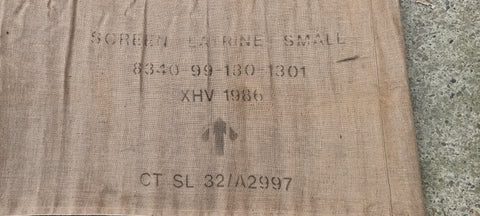 SCREEN LATRINE SMALL
8340-99-130-1301
XHV 1986
CT SL 32/A2997